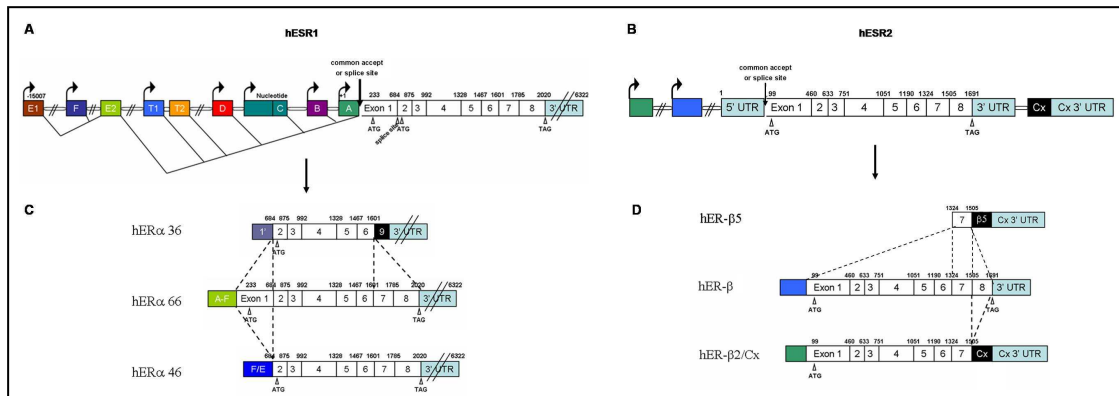 A
hESR1
B
hESR2
common accept
or splice site
common accept
or splice site
-15007
Nucleotide
+1
233 684 875 992 1328 1467 1601 1785 2020 6322
1 99 460 633 751 1051 1190 1324 1505 1691
E1 F E2 T1 T2 D C B A Exon 1 2 3 4 5 6 7 8 3' UTR
5' UTR Exon 1 2 3 4 5 6 7 8 3' UTR Cx Cx 3' UTR
ATG splice site ATG TAG
ATG TAG
C
D
hERα 36
684 875 992 1328 1467 1601
1' 2 3 4 5 6 9 3' UTR
ATG
hER-β5
1324 1505
7 β5 Cx 3' UTR
hERα 66
233 684 875 992 1328 1467 1601 1785 2020 6322
A-F Exon 1 2 3 4 5 6 7 8 3' UTR
ATG TAG
hER-β
99 460 633 751 1051 1190 1324 1505 1691
Exon 1 2 3 4 5 6 7 8 3' UTR
ATG TAG
hERα 46
684 875 992 1328 1467 1601 1785 2020 6322
F/E 2 3 4 5 6 7 8 3' UTR
ATG TAG
hER-β2/Cx
99 460 633 751 1051 1190 1324 1505
Exon 1 2 3 4 5 6 7 Cx Cx 3' UTR
ATG